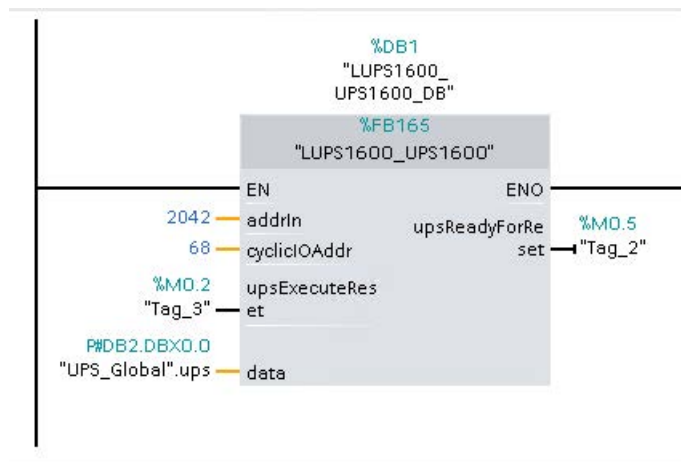 %DB1
"LUPS1600_
UPS1600_DB"
%FB165
"LUPS1600_UPS1600"
EN
ENO
2042
addrIn
upsReadyForRe
set
%M0.5
"Tag_2"
68
cyclicIOAddr
%M0.2
"Tag_3"
upsExecuteRes
et
P#DB2.DBX0.0
"UPS_Global".ups
data